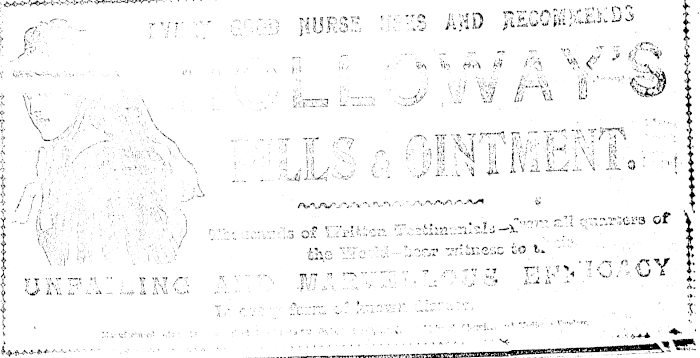 EVERY GOOD NURSE USES AND RECOMMENDS
HOLLOWAY'S
PILLS & OINTMENT.
Thousands of Written Testimonials—from all quarters of
the World—bear witness to their
UNFAILING AND MARVELLOUS EFFICACY
In every form of known disease.